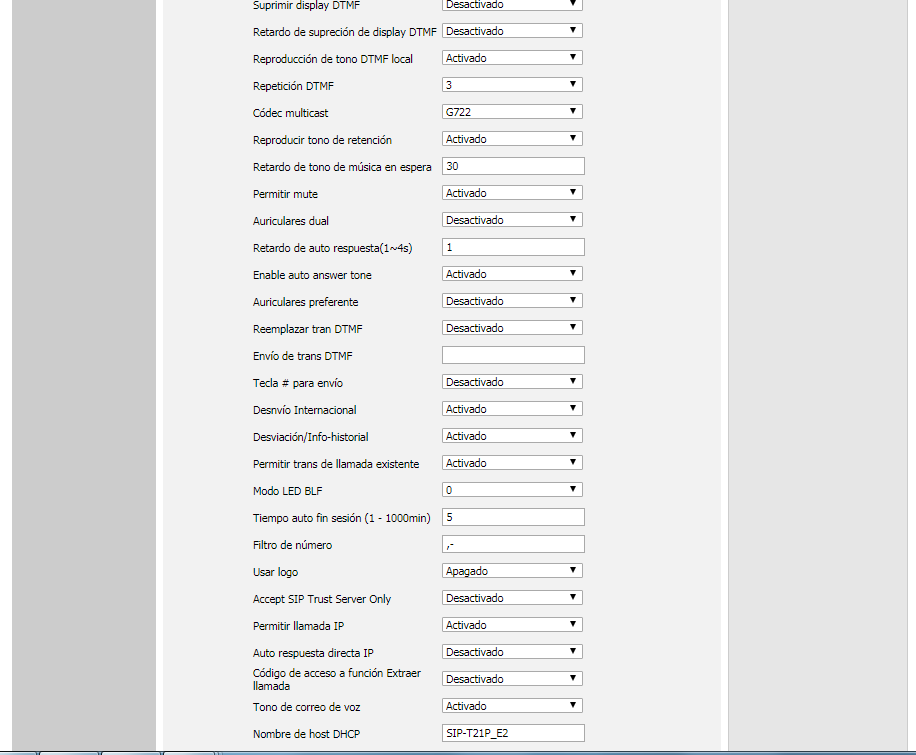 Suprimir display DTMF Desactivado
Retardo de supreción de display DTMF Desactivado
Reproducción de tono DTMF local Activado
Repetición DTMF 3
Códec multicast G722
Reproducir tono de retención Activado
Retardo de tono de música en espera 30
Permitir mute Activado
Auriculares dual Desactivado
Retardo de auto respuesta(1~4s) 1
Enable auto answer tone Activado
Auriculares preferente Desactivado
Reemplazar tran DTMF Desactivado
Envío de trans DTMF
Tecla # para envío Desactivado
Desnvío Internacional Activado
Desviación/Info-historial Activado
Permitir trans de llamada existente Activado
Modo LED BLF 0
Tiempo auto fin sesión (1 - 1000min) 5
Filtro de número ,-
Usar logo Apagado
Accept SIP Trust Server Only Desactivado
Permitir llamada IP Activado
Auto respuesta directa IP Desactivado
Código de acceso a función Extraer
llamada Desactivado
Tono de correo de voz Activado
Nombre de host DHCP SIP-T21P_E2